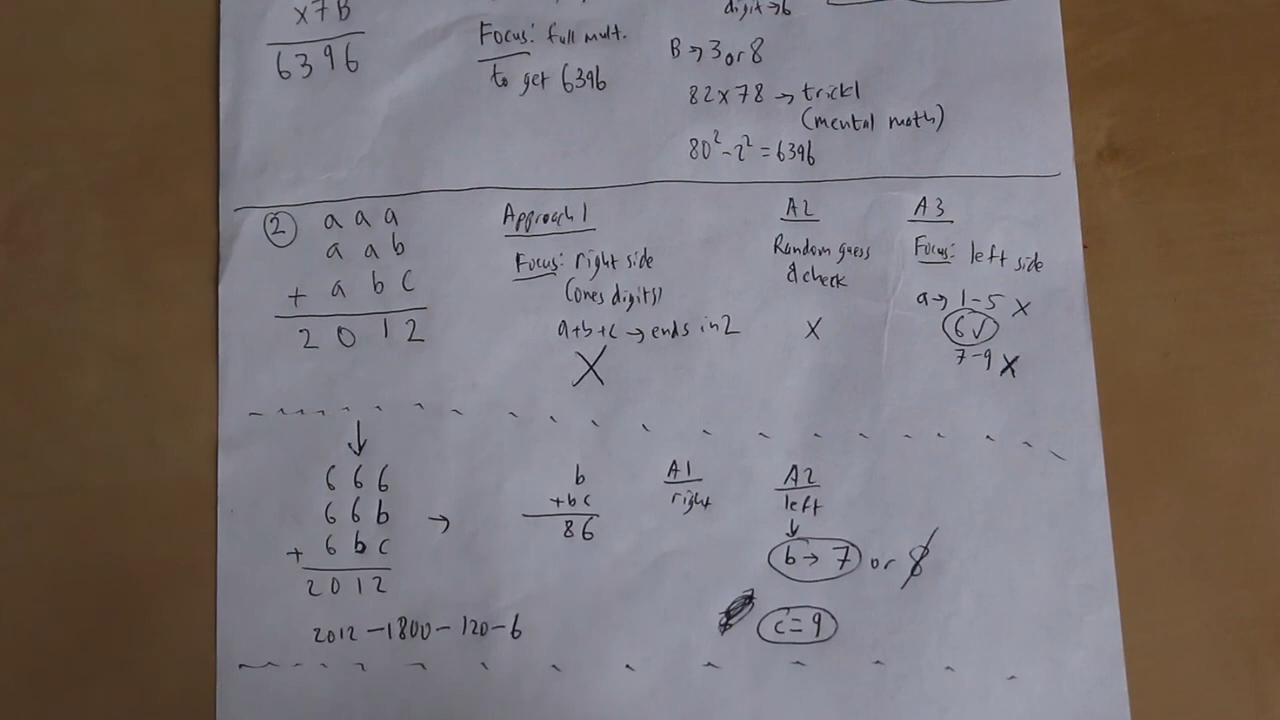 x7B
6396
Focus: full mult.
to get 6396
digit→6
B→3 or 8
82x78→trick1
(mental math)
80²-2²=6396
2
a a a
a a b
+ a b c
2 0 1 2
Approach 1
Focus: right side
(ones digits)
a+b+c → ends in 2
X
A2
Random guess
& check
X
A3
Focus: left side
a→ 1-5 X
6✓
7-9 X
↓
6 6 6
6 6 b
+ 6 b c
2 0 1 2
2012-1800-120-6
→
b
+bc
86
A1
right
A2
left
↓
b→7 or 8
c=9